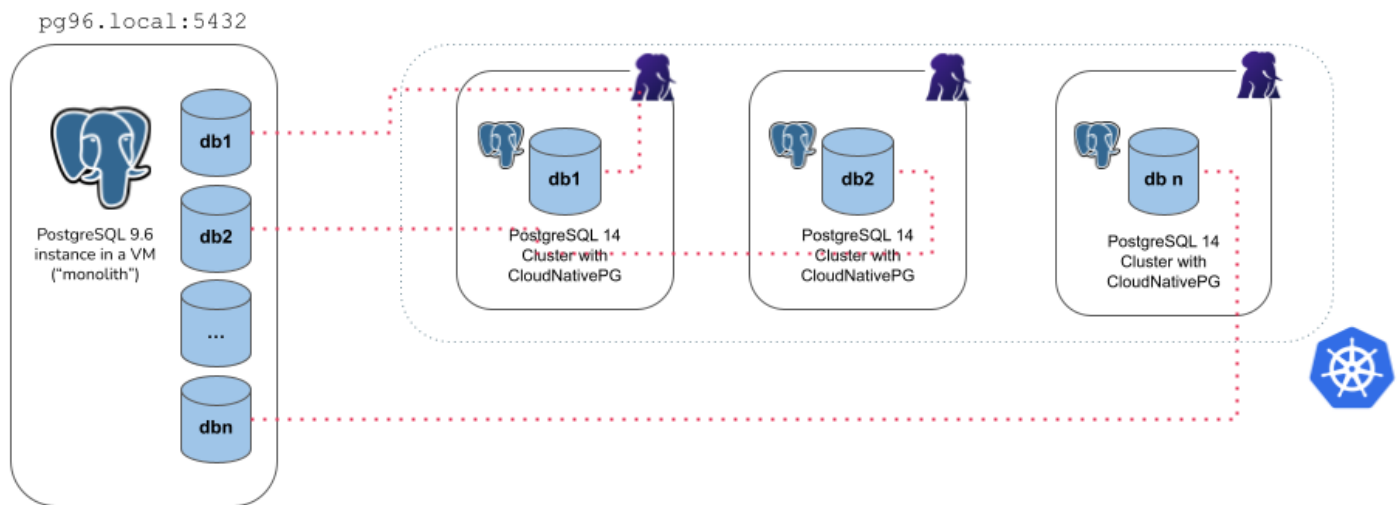 pg96.local:5432
db1
PostgreSQL 9.6
instance in a VM
(“monolith”)
db2
...
dbn
db1
PostgreSQL 14
Cluster with
CloudNativePG
db2
PostgreSQL 14
Cluster with
CloudNativePG
db n
PostgreSQL 14
Cluster with
CloudNativePG